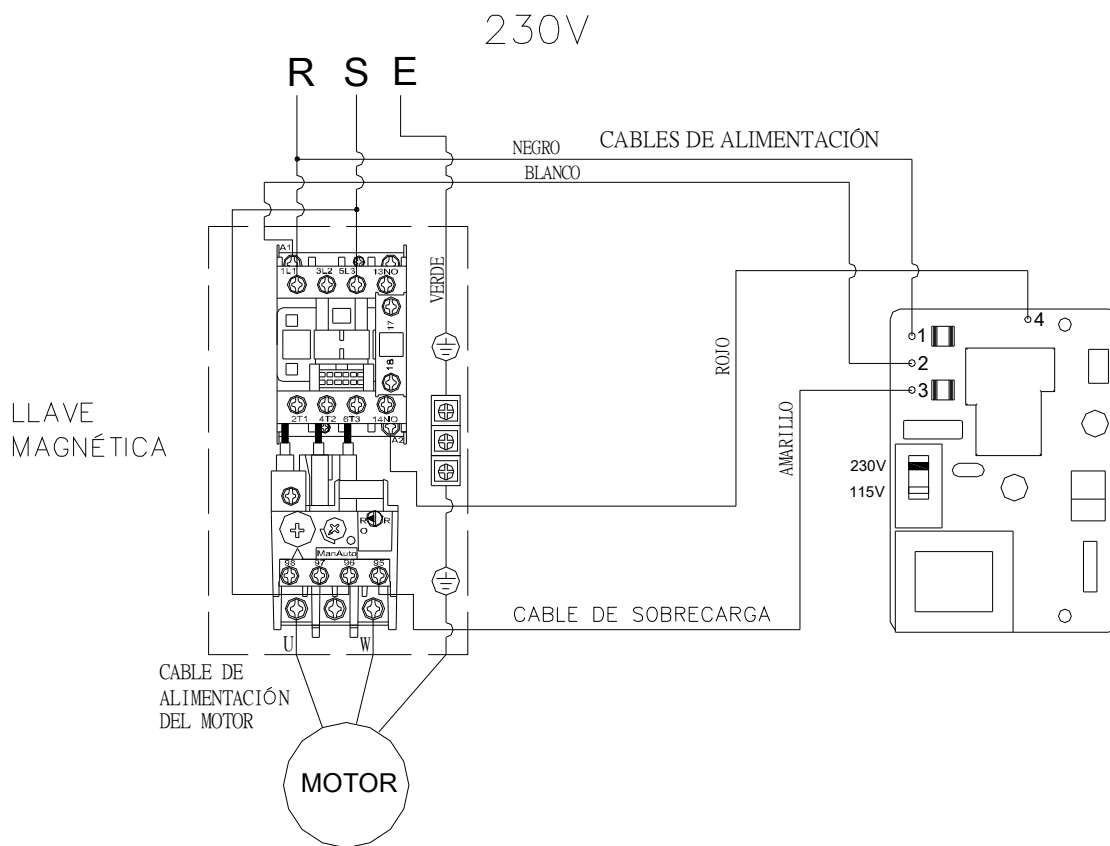 230V
R S E
NEGRO
CABLES DE ALIMENTACIÓN
BLANCO
A1
1L1 3L2 5L3 13NO
VERDE
17
18
ROJO
4
1
2
3
AMARILLO
LLAVE
MAGNÉTICA
2T1 4T2 6T3 14NO
A2
230V
115V
R R
ManAuto
98 97 96 95
CABLE DE SOBRECARGA
U W
CABLE DE
ALIMENTACIÓN
DEL MOTOR
MOTOR